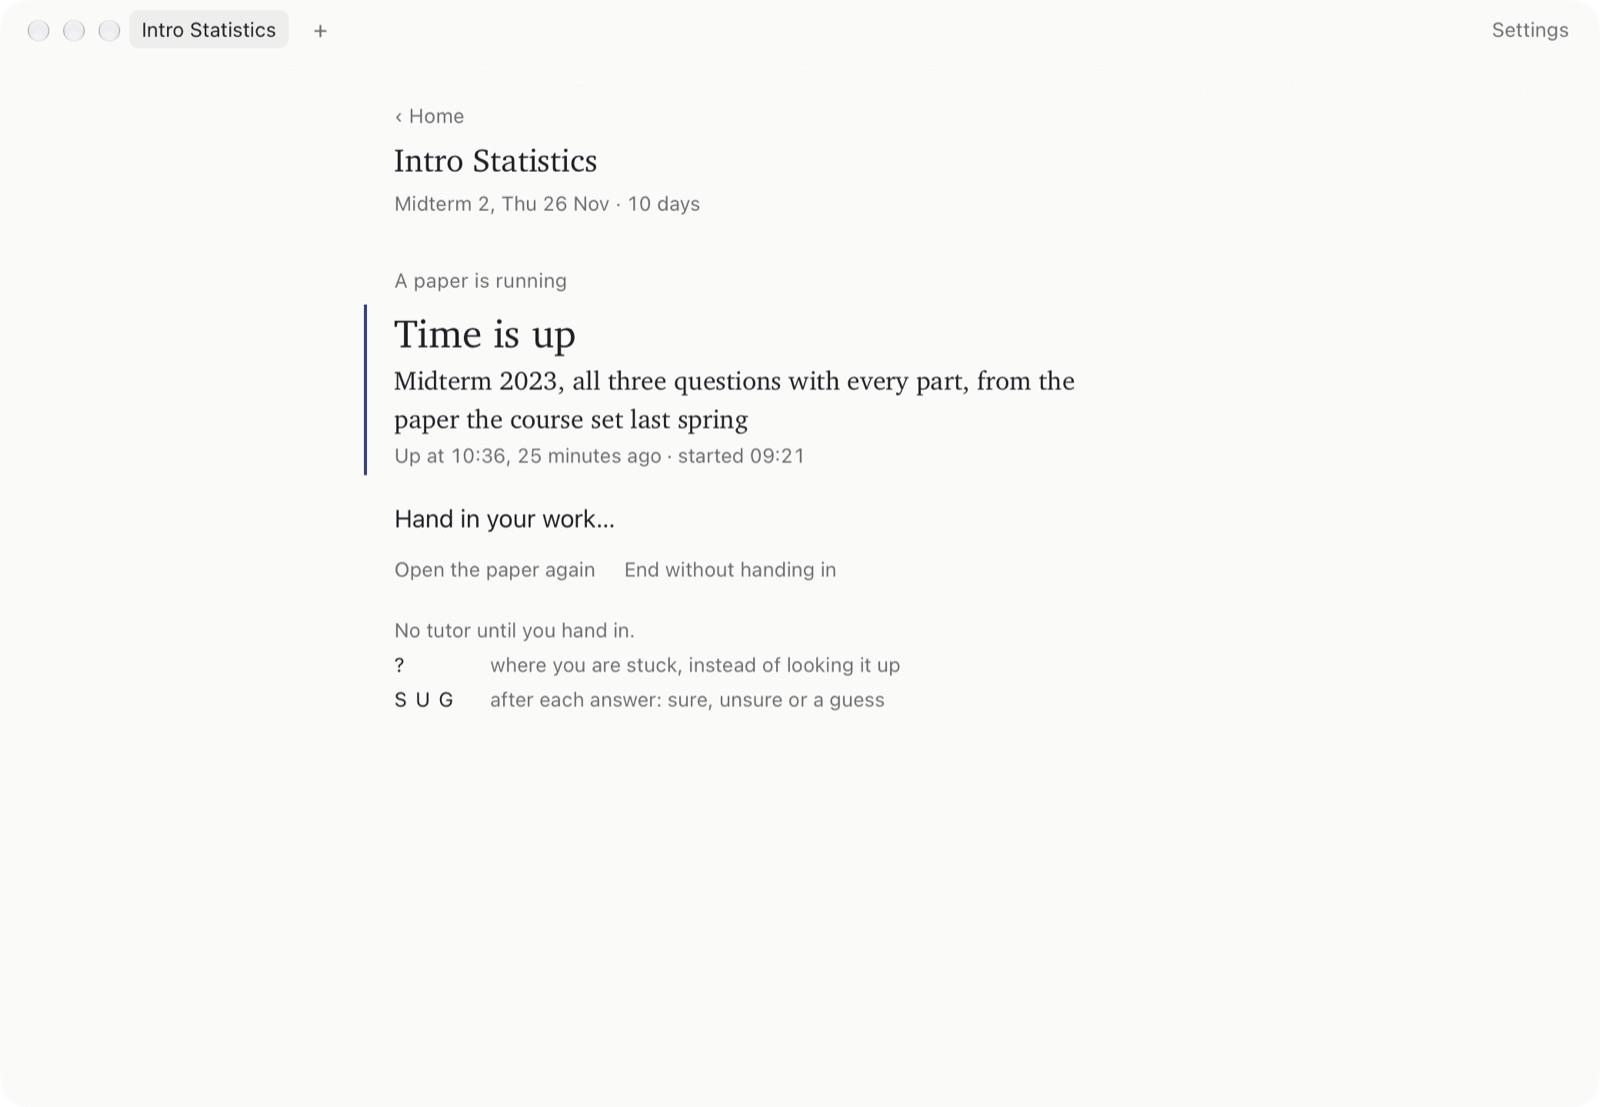 Intro Statistics
+
Settings
‹ Home
Intro Statistics
Midterm 2, Thu 26 Nov · 10 days
A paper is running
Time is up
Midterm 2023, all three questions with every part, from the
paper the course set last spring
Up at 10:36, 25 minutes ago · started 09:21
Hand in your work…
Open the paper again End without handing in
No tutor until you hand in.
? where you are stuck, instead of looking it up
S U G after each answer: sure, unsure or a guess